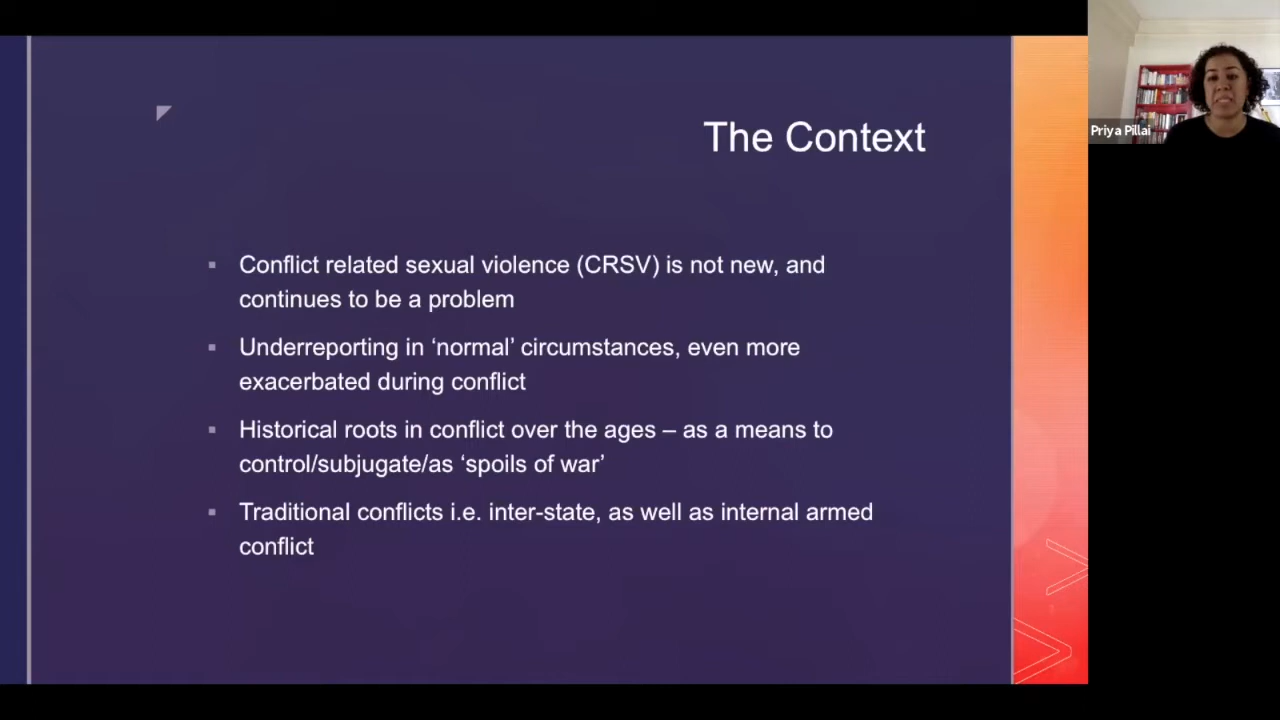 The Context
Conflict related sexual violence (CRSV) is not new, and
continues to be a problem
Underreporting in ‘normal’ circumstances, even more
exacerbated during conflict
Historical roots in conflict over the ages – as a means to
control/subjugate/as ‘spoils of war’
Traditional conflicts i.e. inter-state, as well as internal armed
conflict
Priya Pillai